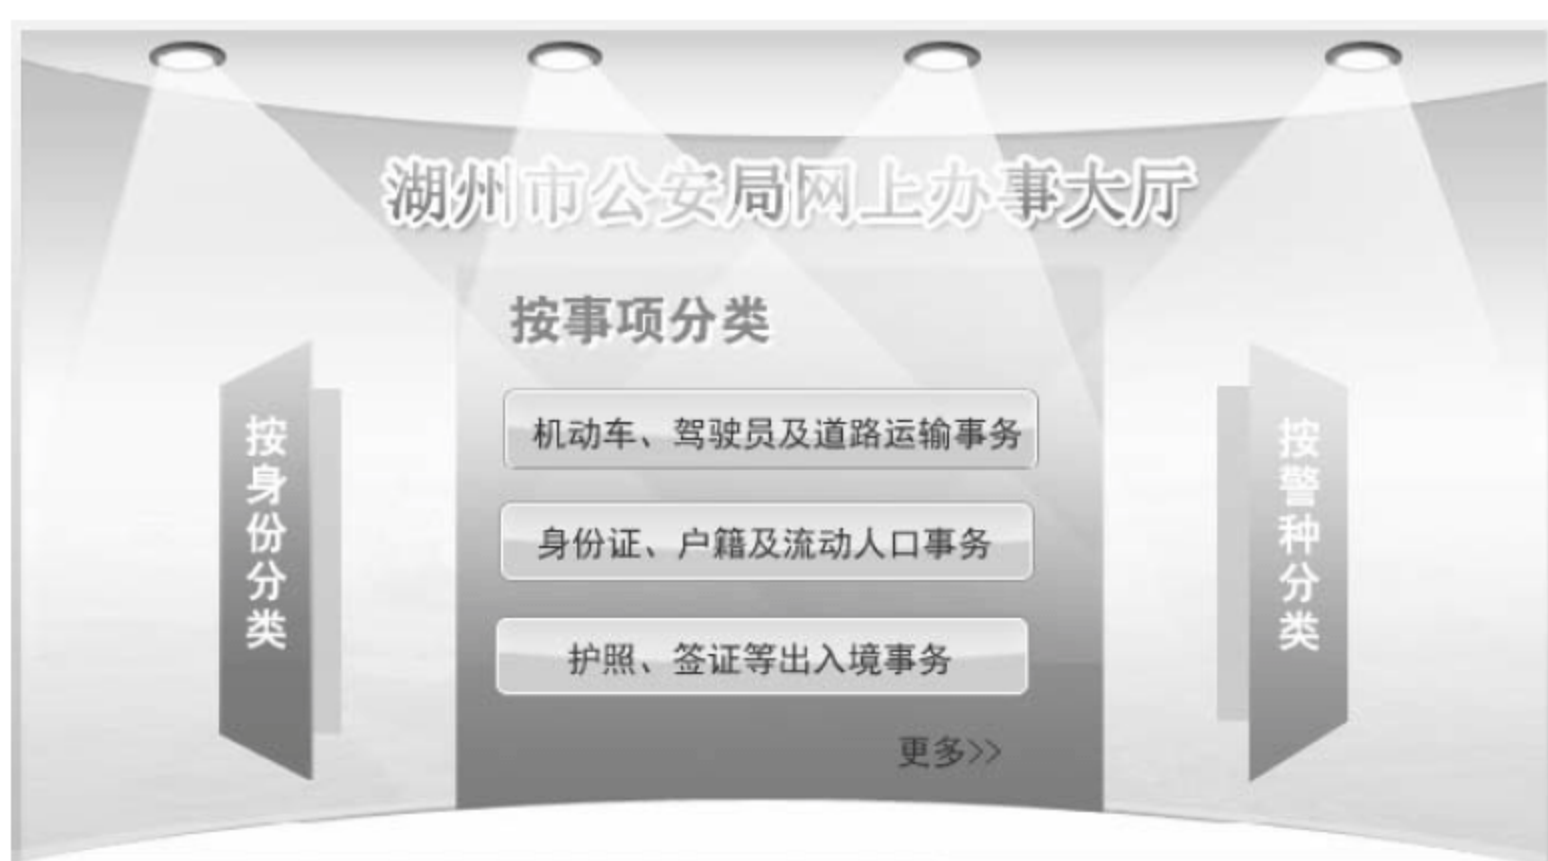 湖州市公安局网上办事大厅
按事项分类
机动车、驾驶员及道路运输事务
身份证、户籍及流动人口事务
护照、签证等出入境事务
更多>>
按身份分类
按警种分类